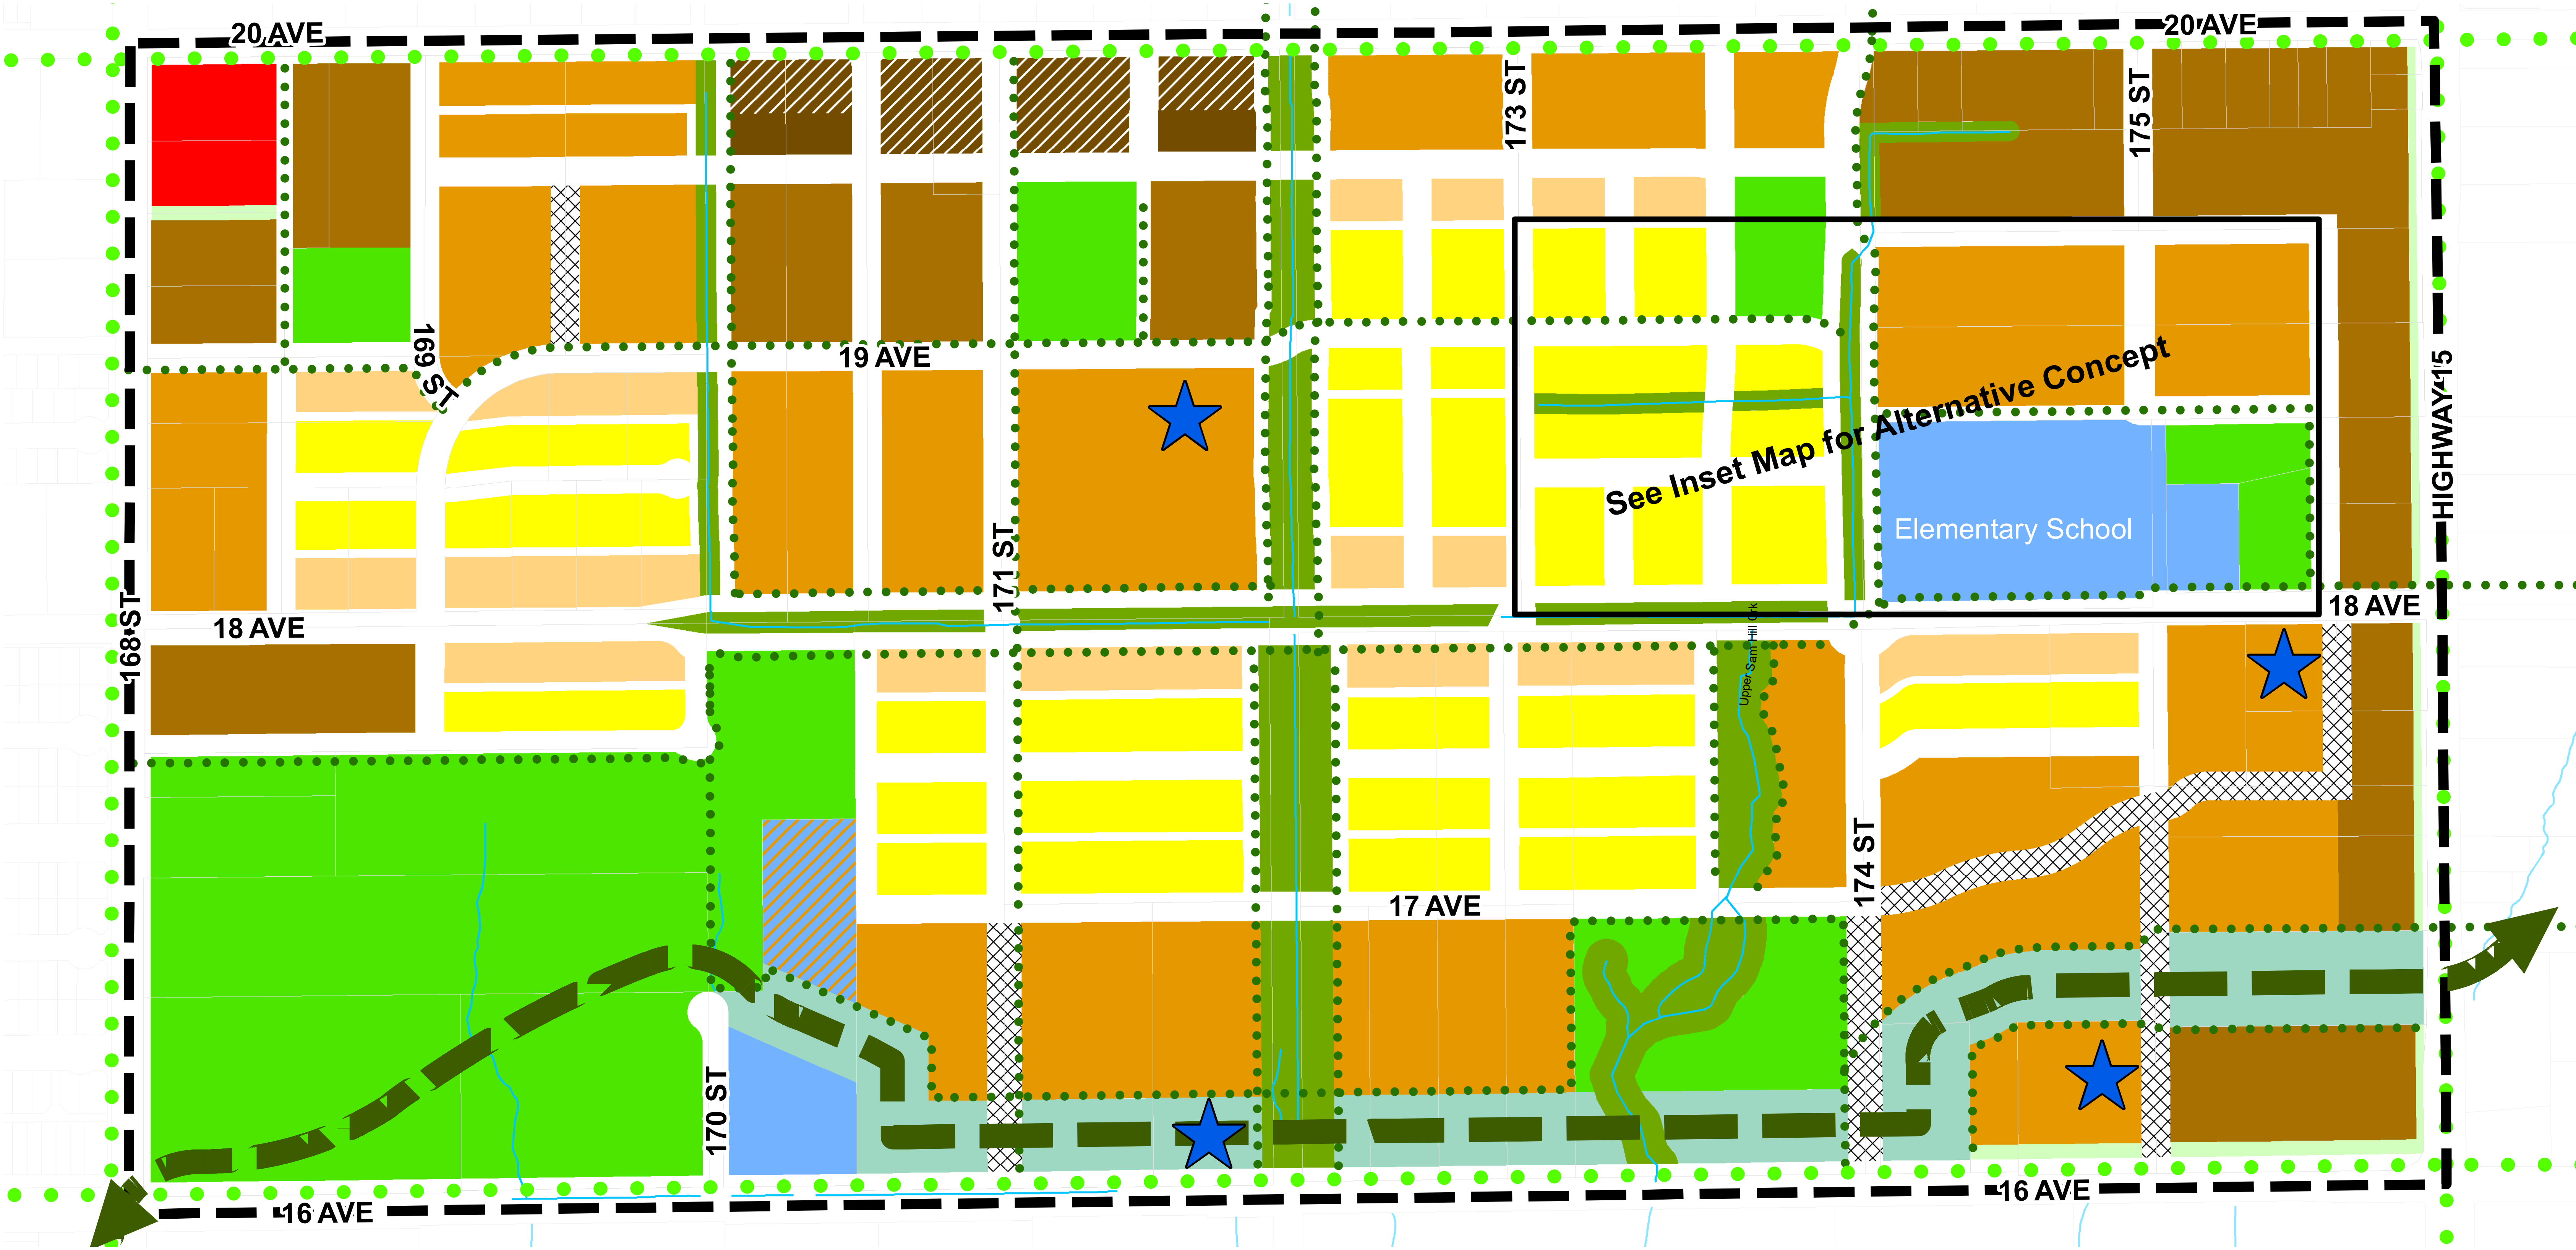 20 AVE
20 AVE
173 ST
175 ST
169 ST
19 AVE
See Inset Map for Alternative Concept
HIGHWAY 15
171 ST
Elementary School
168 ST
18 AVE
18 AVE
Upper Sam Hill Crk
174 ST
17 AVE
170 ST
16 AVE
16 AVE